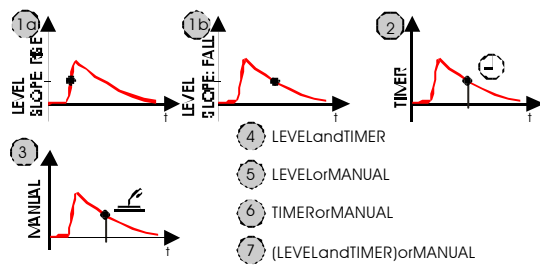 1a
LEVEL
SLOPE: RISE
t
1b
LEVEL
SLOPE: FALL
t
2
TIMER
t
3
MANUAL
t
4 LEVELandTIMER
5 LEVELorMANUAL
6 TIMERorMANUAL
7 (LEVELandTIMER)orMANUAL